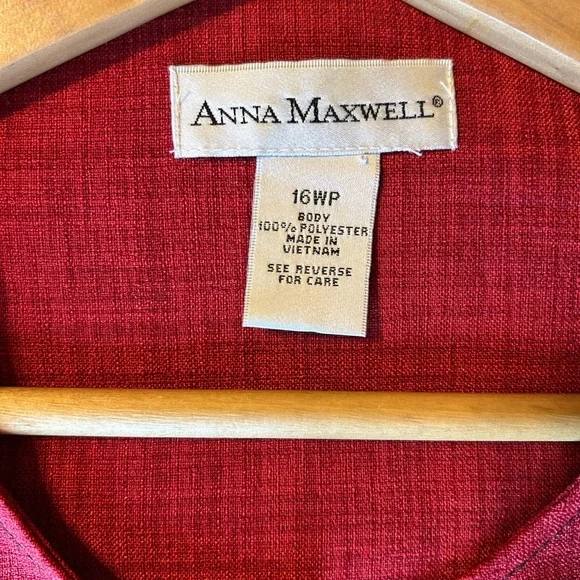 ANNA MAXWELL®
16WP
BODY
100% POLYESTER
MADE IN
VIETNAM
SEE REVERSE
FOR CARE